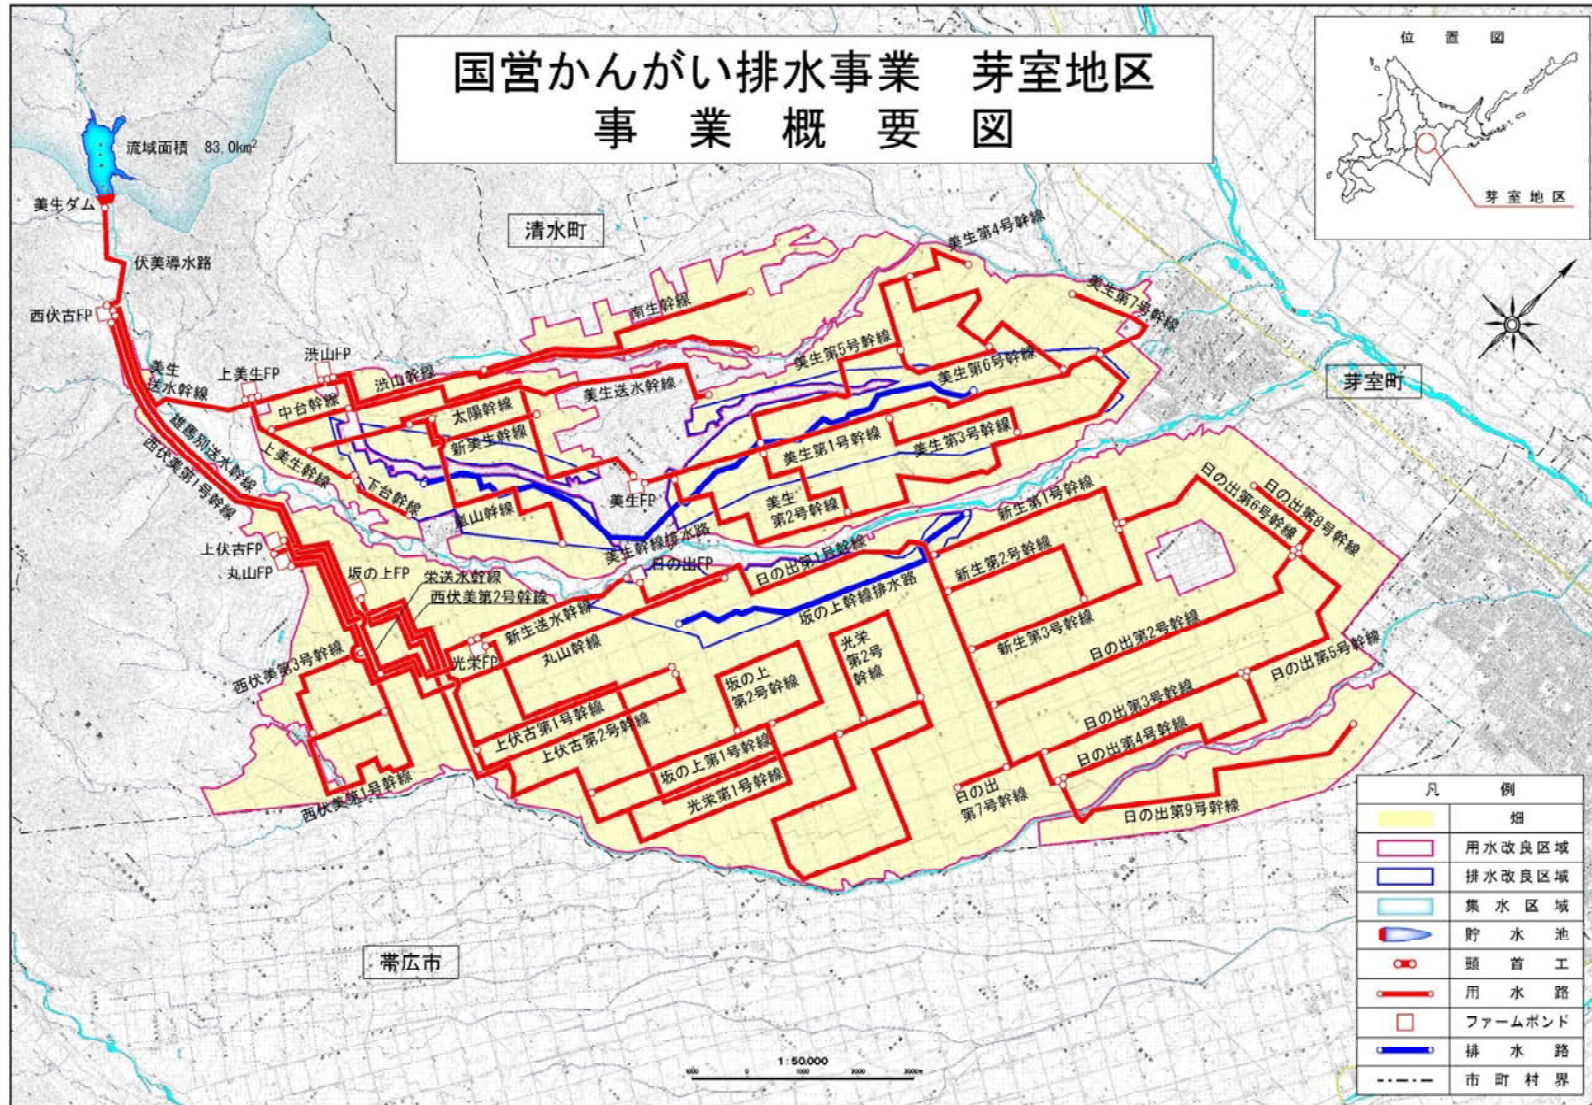 国営かんがい排水事業　芽室地区
事　業　概　要　図
位　置　図
芽室地区
流域面積　83.0km²
美生ダム
伏美導水路
西伏古FP
清水町
芽室町
帯広市
美生第4号幹線
美生第7号幹線
南生幹線
渋山FP
上美生FP
渋山幹線
美生
送水幹線
中台幹線
太陽幹線
美生送水幹線
美生第5号幹線
美生第6号幹線
新美生幹線
雄馬別送水幹線
西伏美第1号幹線
上美生幹線
下台幹線
嵐山幹線
美生FP
美生第1号幹線
美生第3号幹線
美生
第2号幹線
美生幹線排水路
上伏古FP
丸山FP
坂の上FP
栄送水幹線
西伏美第2号幹線
日の出FP
日の出第1号幹線
新生第1号幹線
日の出第6号幹線
日の出第8号幹線
新生第2号幹線
坂の上幹線排水路
新生送水幹線
丸山幹線
光栄FP
西伏美第3号幹線
新生第3号幹線
日の出第2号幹線
光栄
第2号
幹線
坂の上
第2号幹線
日の出第5号幹線
日の出第3号幹線
日の出第4号幹線
上伏古第1号幹線
上伏古第2号幹線
坂の上第1号幹線
光栄第1号幹線
西伏美第1号幹線
日の出
第7号幹線
日の出第9号幹線
凡　例
畑
用水改良区域
排水改良区域
集水区域
貯水池
頭首工
用水路
ファームポンド
排水路
市町村界
1:50,000